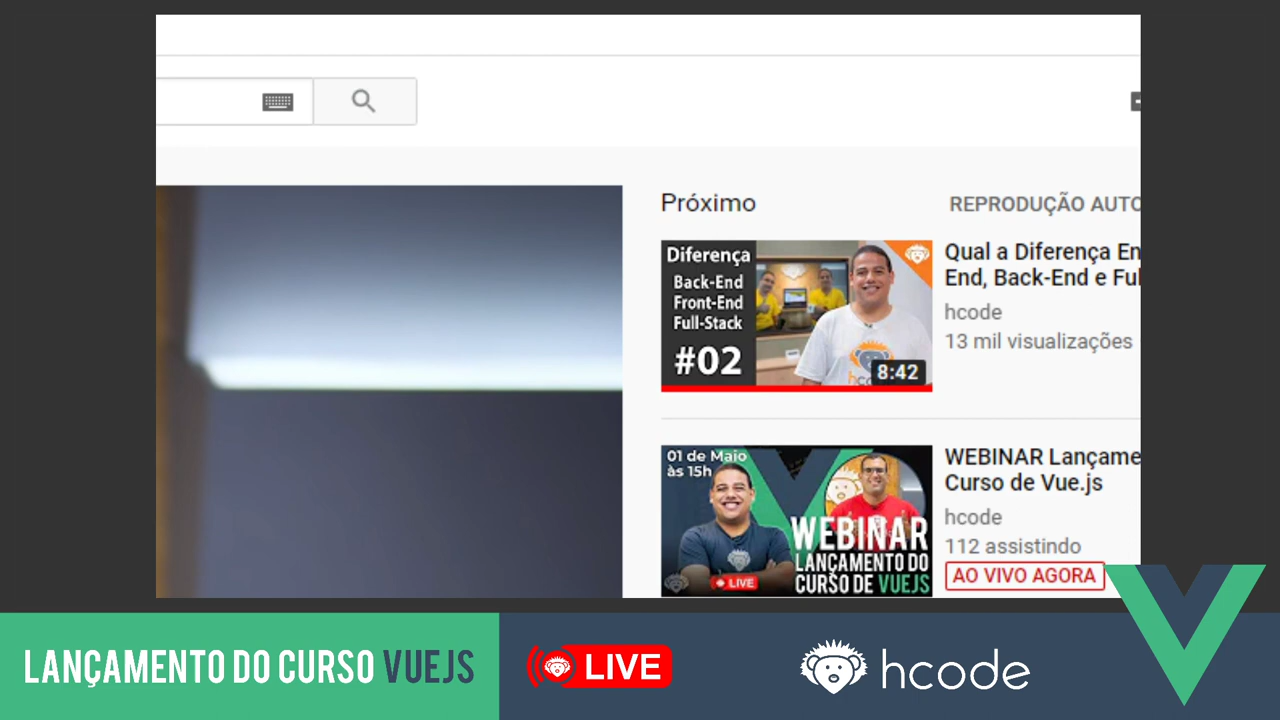 Próximo
REPRODUÇÃO AUTO
Diferença
Back-End
Front-End
Full-Stack
#02
8:42
Qual a Diferença En
End, Back-End e Ful
hcode
13 mil visualizações
01 de Maio
às 15h
WEBINAR
LANÇAMENTO DO
CURSO DE VUEJS
LIVE
WEBINAR Lançame
Curso de Vue.js
hcode
112 assistindo
AO VIVO AGORA
LANÇAMENTO DO CURSO VUEJS
LIVE
hcode